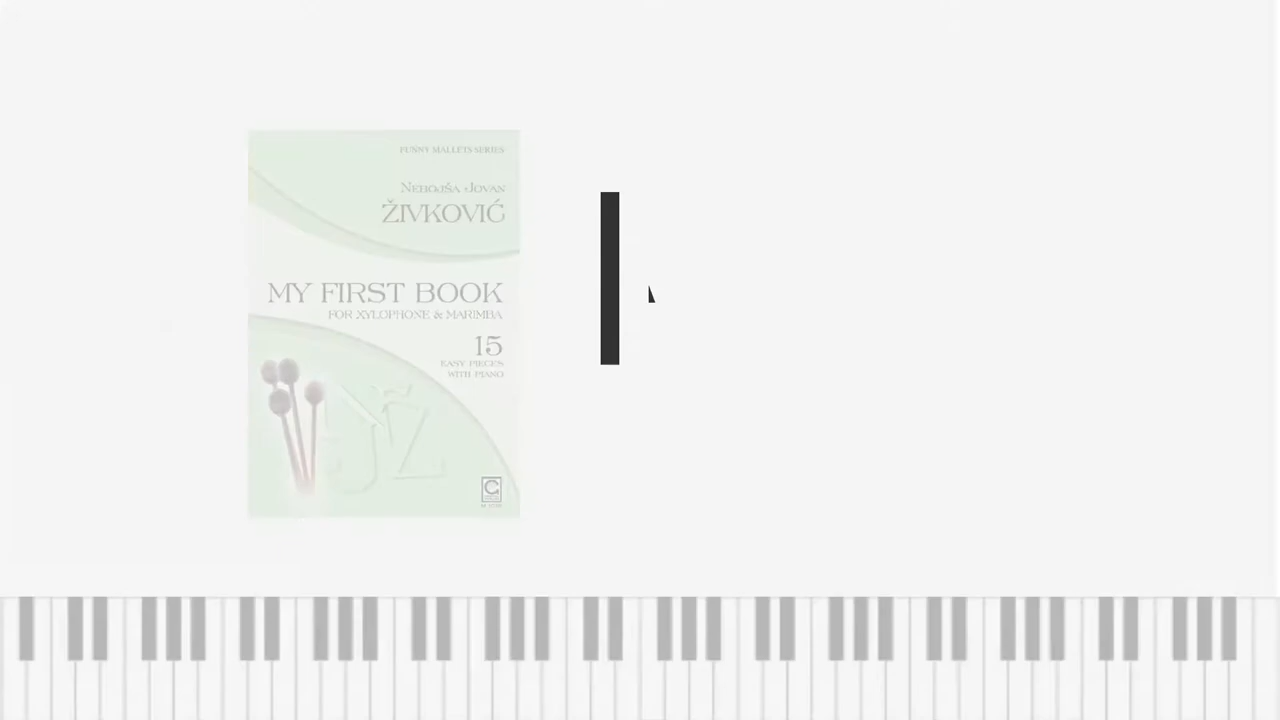 FUNNY MALLETS SERIES
NEBOJŠA JOVAN
ŽIVKOVIĆ
MY FIRST BOOK
FOR XYLOPHONE & MARIMBA
15
EASY PIECES
WITH PIANO